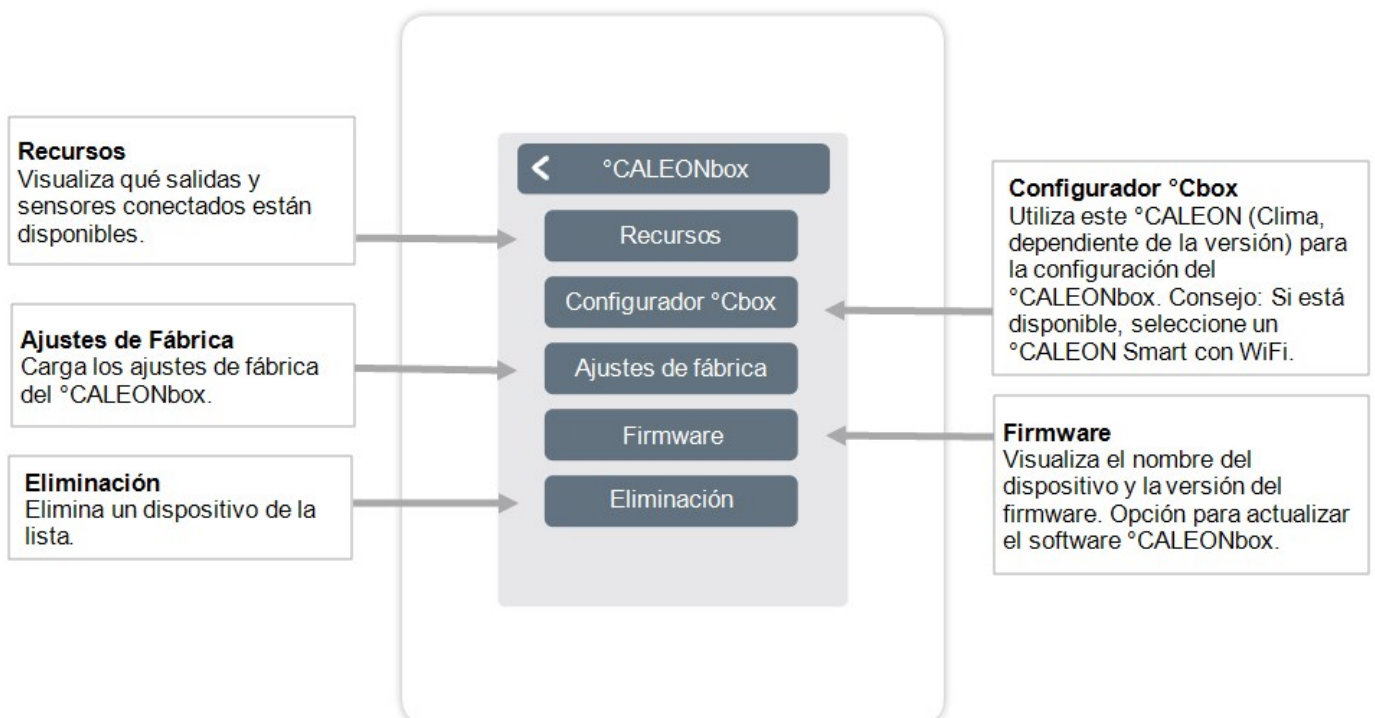 Recursos
Visualiza qué salidas y
sensores conectados están
disponibles.
Ajustes de Fábrica
Carga los ajustes de fábrica
del °CALEONbox.
Eliminación
Elimina un dispositivo de la
lista.
°CALEONbox
Recursos
Configurador °Cbox
Ajustes de fábrica
Firmware
Eliminación
Configurador °Cbox
Utiliza este °CALEON (Clima,
dependiente de la versión) para
la configuración del
°CALEONbox. Consejo: Si está
disponible, seleccione un
°CALEON Smart con WiFi.
Firmware
Visualiza el nombre del
dispositivo y la versión del
firmware. Opción para actualizar
el software °CALEONbox.